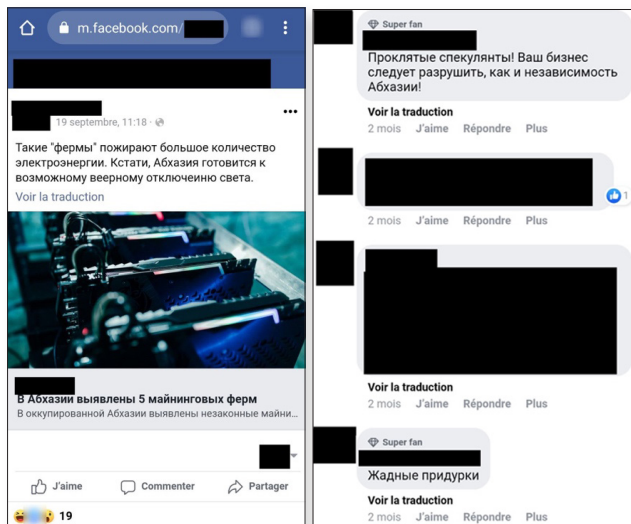 m.facebook.com/
19 septembre, 11:18 ·
Такие "фермы" пожирают большое количество
электроэнергии. Кстати, Абхазия готовится к
возможному веерному отключеиню света.
Voir la traduction
В Абхазии выявлены 5 майнинговых ферм
В оккупированной Абхазии выявлены незаконные майни...
J'aime Commenter Partager
19
Super fan
Проклятые спекулянты! Ваш бизнес
следует разрушить, как и независимость
Абхазии!
Voir la traduction
2 mois J'aime Répondre Plus
1
2 mois J'aime Répondre Plus
Voir la traduction
2 mois J'aime Répondre Plus
Super fan
Жадные придурки
Voir la traduction
2 mois J'aime Répondre Plus